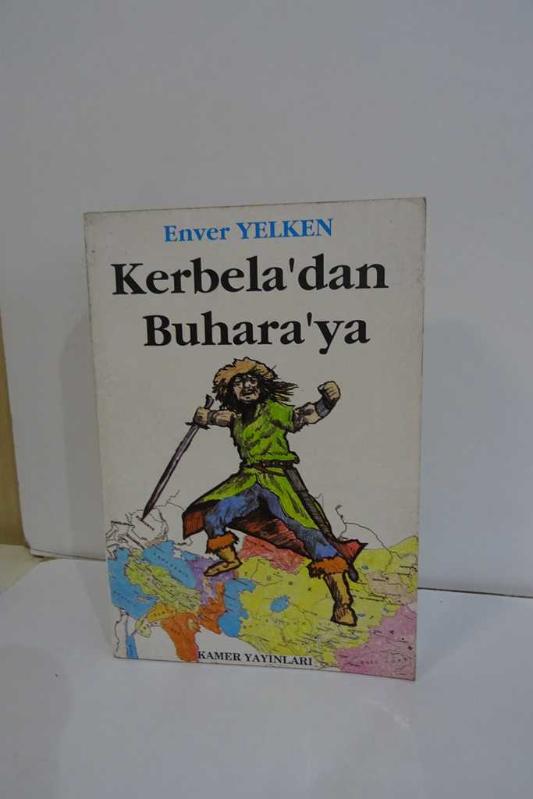 Enver YELKEN
Kerbela'dan
Buhara'ya
KAMER YAYINLARI